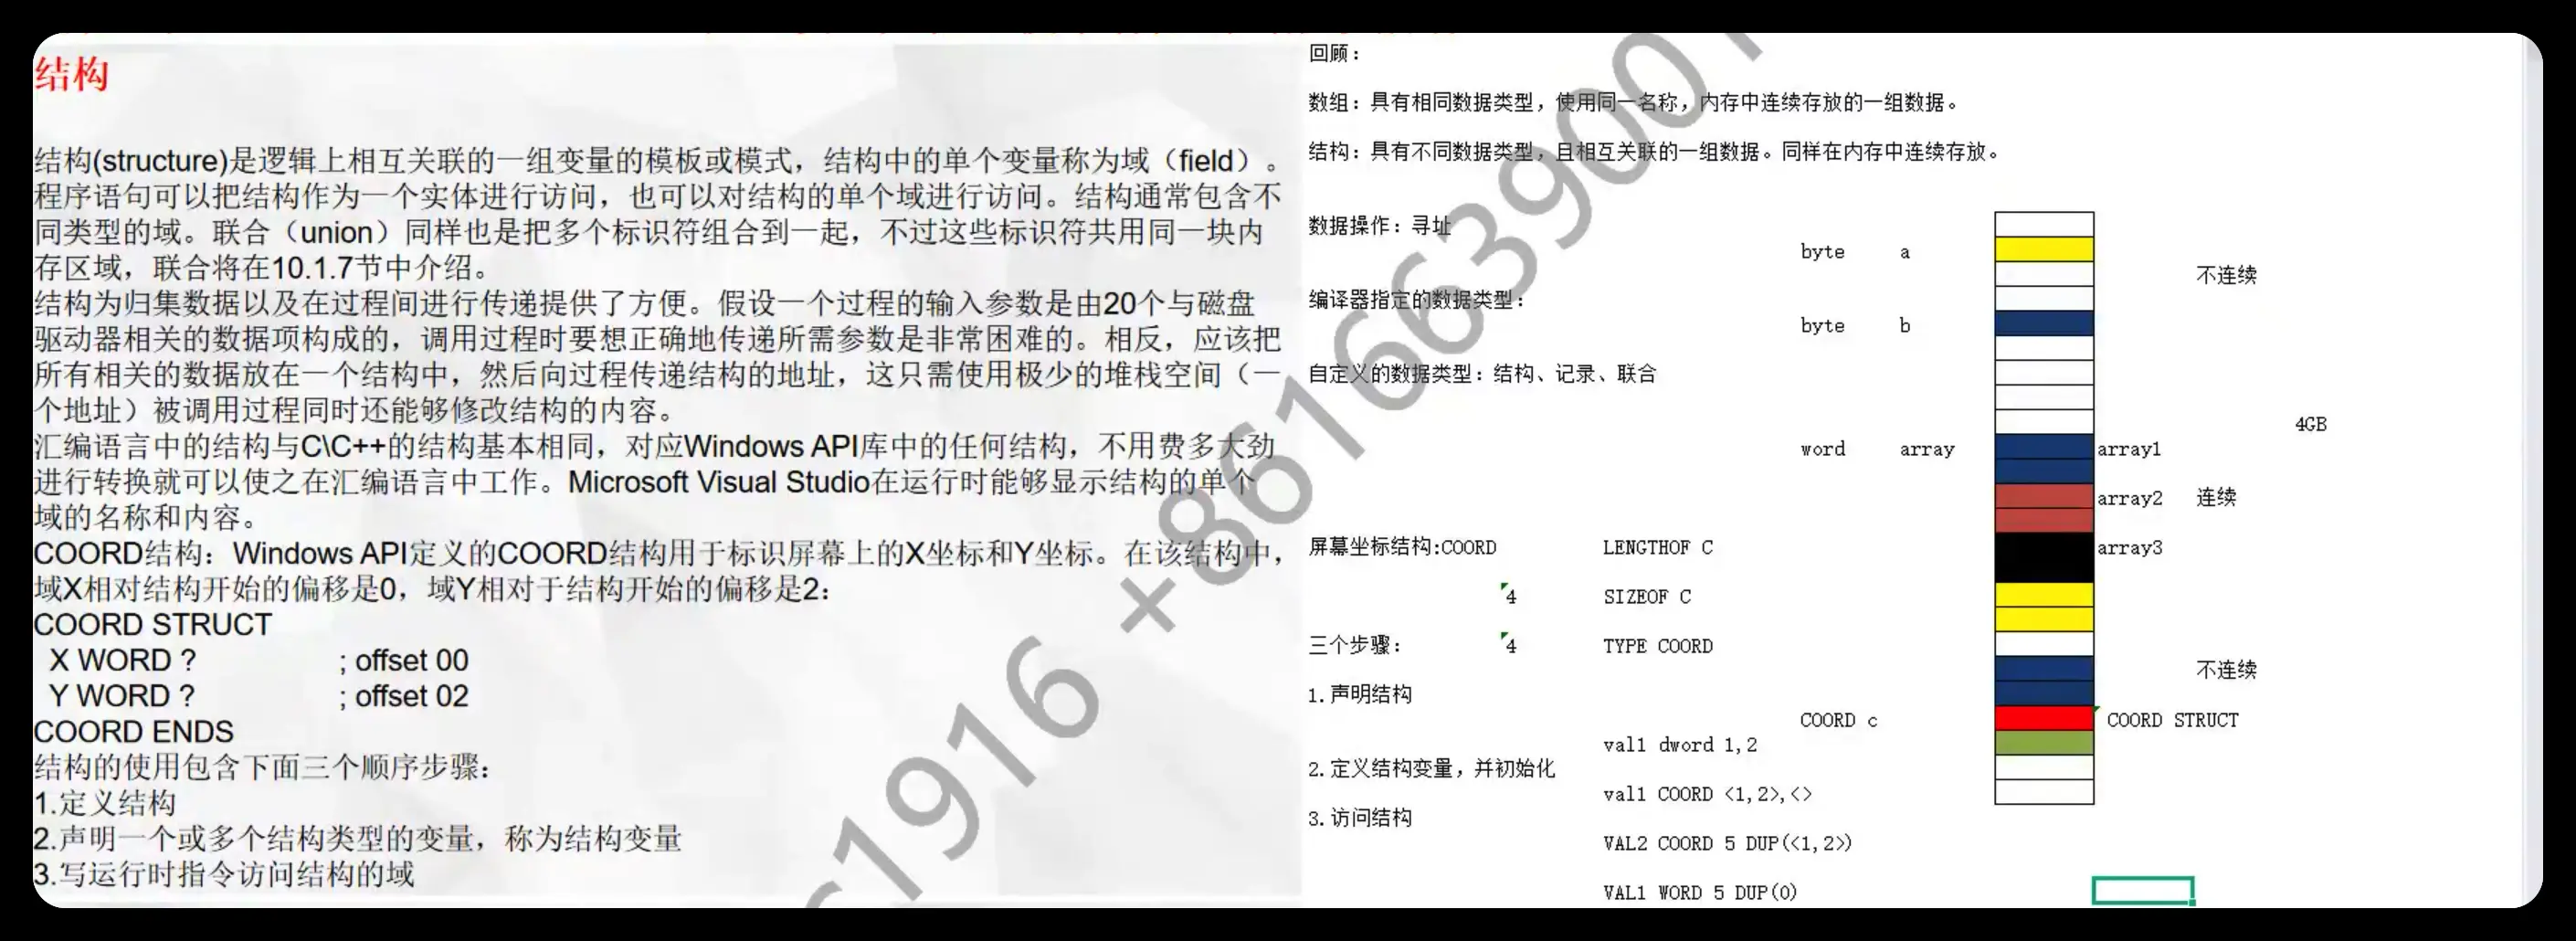 结构
结构(structure)是逻辑上相互关联的一组变量的模板或模式，结构中的单个变量称为域（field）。
程序语句可以把结构作为一个实体进行访问，也可以对结构的单个域进行访问。结构通常包含不
同类型的域。联合（union）同样也是把多个标识符组合到一起，不过这些标识符共用同一块内
存区域，联合将在10.1.7节中介绍。
结构为归集数据以及在过程间进行传递提供了方便。假设一个过程的输入参数是由20个与磁盘
驱动器相关的数据项构成的，调用过程时要想正确地传递所需参数是非常困难的。相反，应该把
所有相关的数据放在一个结构中，然后向过程传递结构的地址，这只需使用极少的堆栈空间（一
个地址）被调用过程同时还能够修改结构的内容。
汇编语言中的结构与C\C++的结构基本相同，对应Windows API库中的任何结构，不用费多大劲
进行转换就可以使之在汇编语言中工作。Microsoft Visual Studio在运行时能够显示结构的单个
域的名称和内容。
COORD结构：Windows API定义的COORD结构用于标识屏幕上的X坐标和Y坐标。在该结构中，
域X相对结构开始的偏移是0，域Y相对于结构开始的偏移是2：
COORD STRUCT
X WORD ? ; offset 00
Y WORD ? ; offset 02
COORD ENDS
结构的使用包含下面三个顺序步骤：
1.定义结构
2.声明一个或多个结构类型的变量，称为结构变量
3.写运行时指令访问结构的域
回顾：
数组：具有相同数据类型，使用同一名称，内存中连续存放的一组数据。
结构：具有不同数据类型，且相互关联的一组数据。同样在内存中连续存放。
数据操作：寻址
byte a
不连续
编译器指定的数据类型：
byte b
自定义的数据类型：结构、记录、联合
4GB
word array array1
array2 连续
屏幕坐标结构:COORD LENGTHOF C array3
4 SIZEOF C
三个步骤： 4 TYPE COORD
不连续
1.声明结构
COORD c COORD STRUCT
val1 dword 1,2
2.定义结构变量，并初始化
val1 COORD <1,2>,<>
3.访问结构
VAL2 COORD 5 DUP(<1,2>)
VAL1 WORD 5 DUP(0)
61916 +8616639001